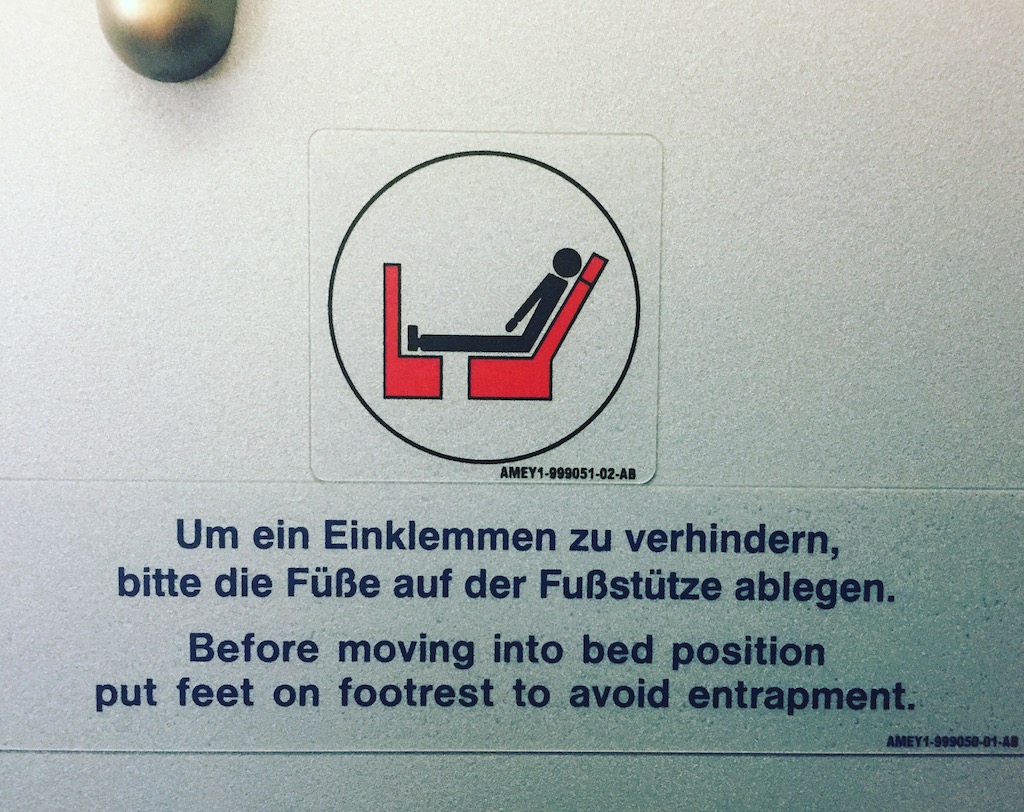 AMEY1-999051-02-AB
Um ein Einklemmen zu verhindern,
bitte die Füße auf der Fußstütze ablegen.
Before moving into bed position
put feet on footrest to avoid entrapment.
AMEY1-999050-01-AB